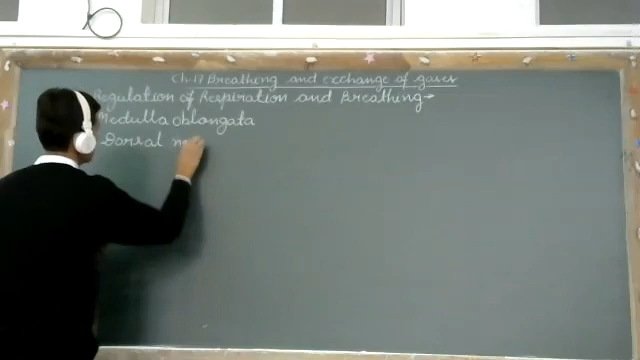 Ch.17 Breathing and exchange of gases
Regulation of Respiration and Breathing→
Medulla oblongata
Dorsal